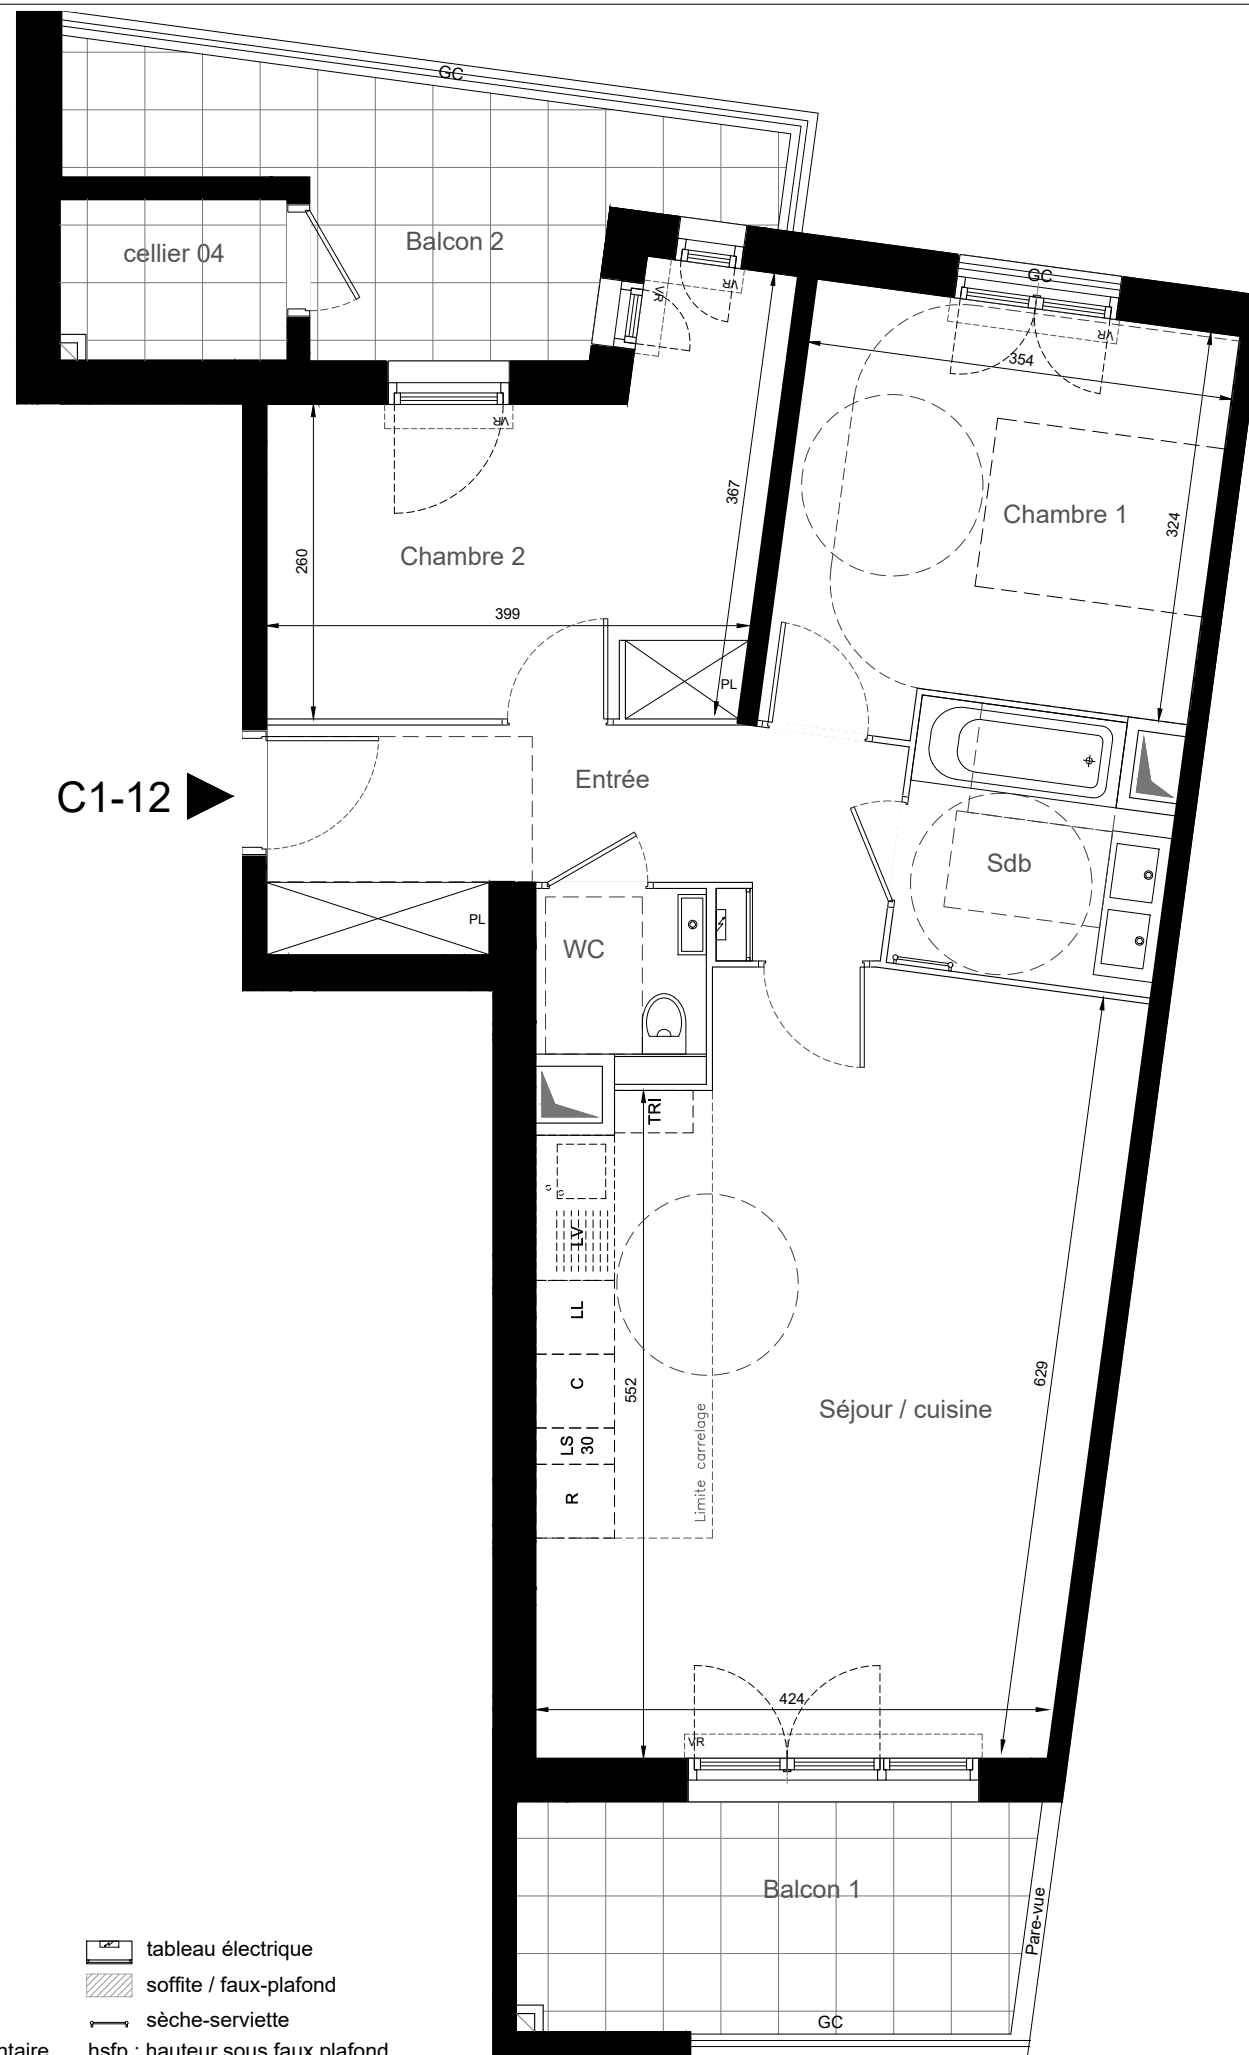 GC
cellier 04
Balcon 2
VR
VR
GC
VR
354
VR
367
Chambre 1
324
260
Chambre 2
399
PL
C1-12
Entrée
Sdb
PL
WC
TRI
LV
LL
C
552
629
LS
30
Séjour / cuisine
Limite carrelage
R
424
VR
Balcon 1
Pare-vue
GC
tableau électrique
soffite / faux-plafond
sèche-serviette
ntaire hsfp : hauteur sous faux plafond